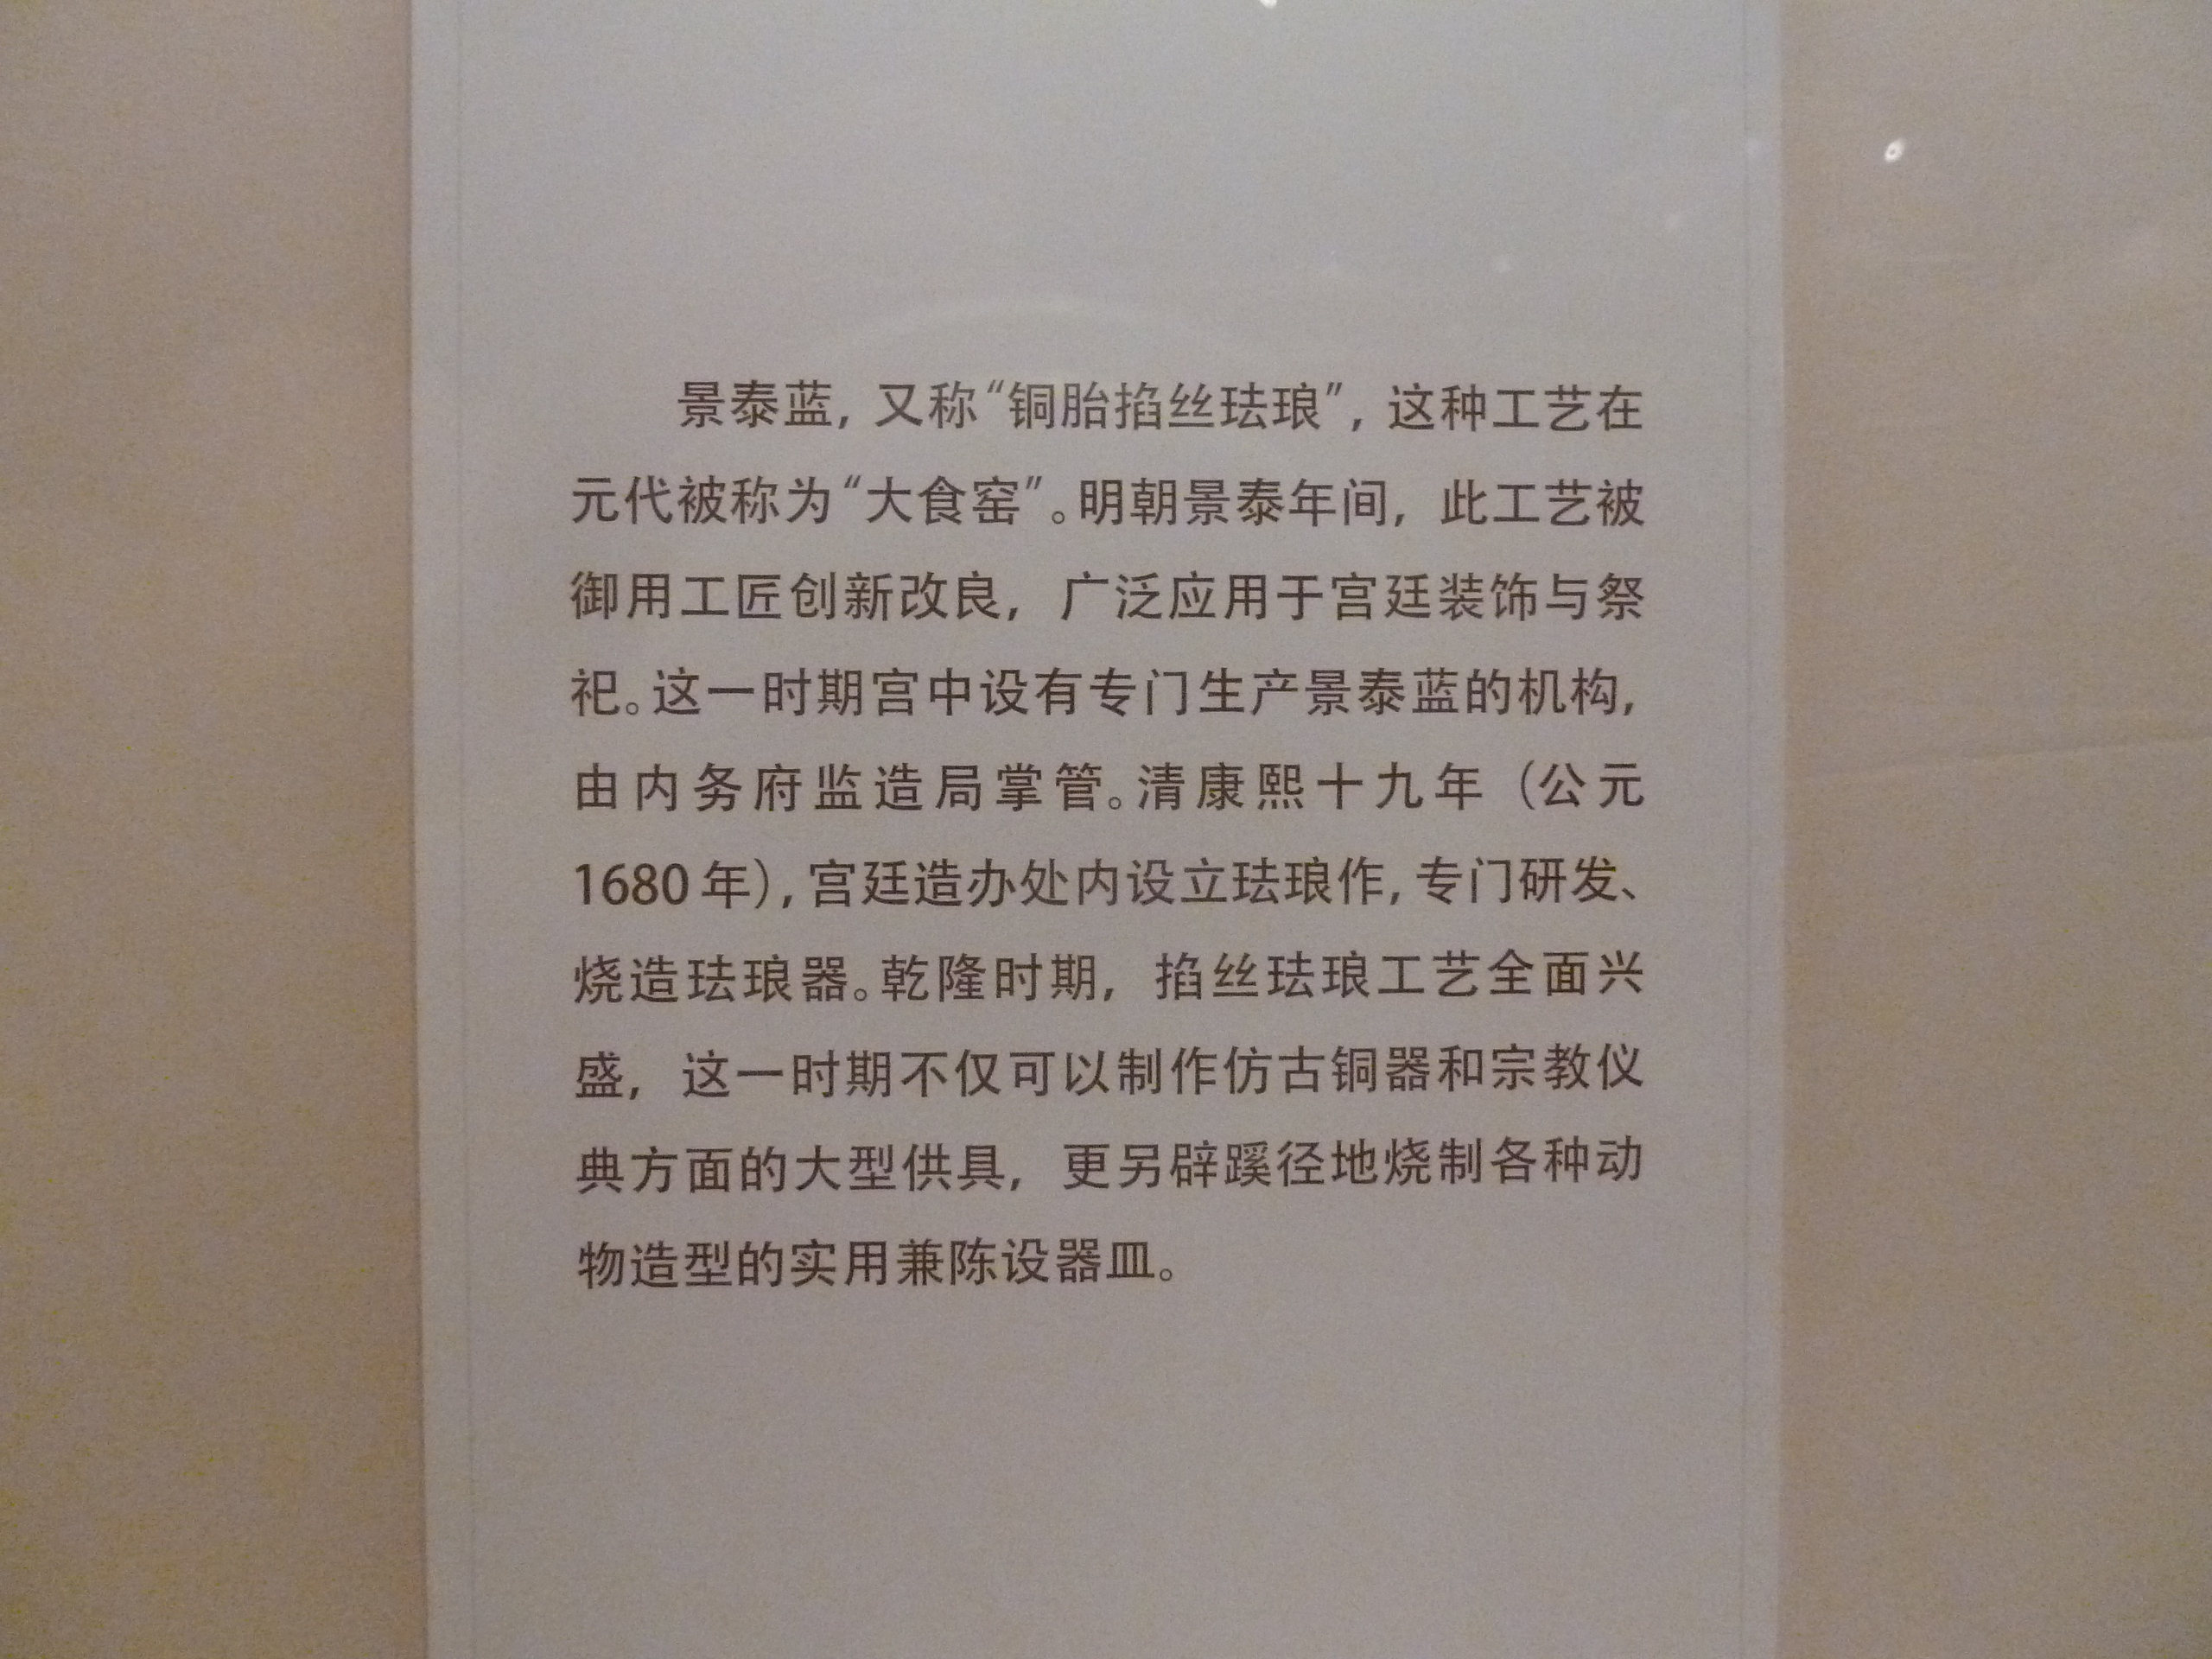 景泰蓝，又称“铜胎掐丝珐琅”，这种工艺在
元代被称为“大食窑”。明朝景泰年间，此工艺被
御用工匠创新改良，广泛应用于宫廷装饰与祭
祀。这一时期宫中设有专门生产景泰蓝的机构，
由内务府监造局掌管。清康熙十九年（公元
1680年），宫廷造办处内设立珐琅作，专门研发、
烧造珐琅器。乾隆时期，掐丝珐琅工艺全面兴
盛，这一时期不仅可以制作仿古铜器和宗教仪
典方面的大型供具，更另辟蹊径地烧制各种动
物造型的实用兼陈设器皿。